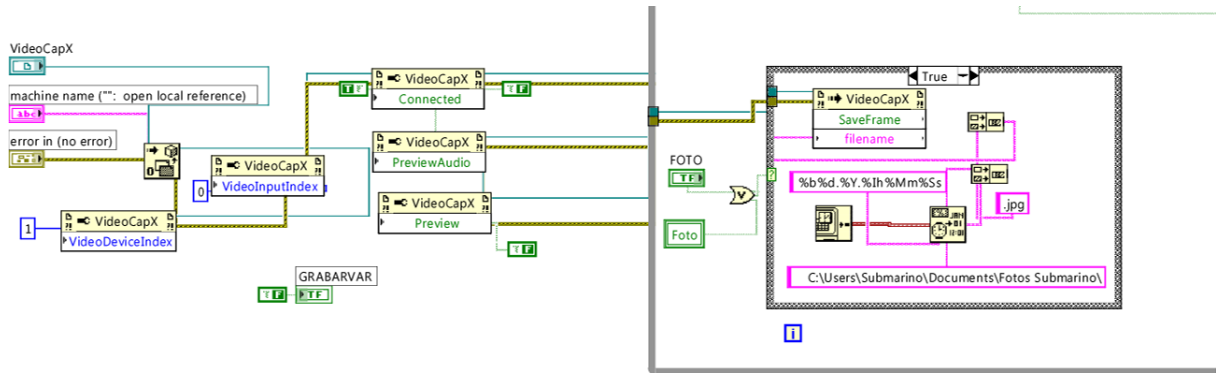 VideoCapX
machine name ("": open local reference)
abc
error in (no error)
1
VideoCapX
VideoDeviceIndex
0
VideoCapX
VideoInputIndex
VideoCapX
Connected
TF
TF
VideoCapX
PreviewAudio
VideoCapX
Preview
TF
GRABARVAR
TF
TF
FOTO
TF
Foto
True
VideoCapX
SaveFrame
filename
%b%d.%Y.%Ih%Mm%Ss
.jpg
C:\Users\Submarino\Documents\Fotos Submarino\
i